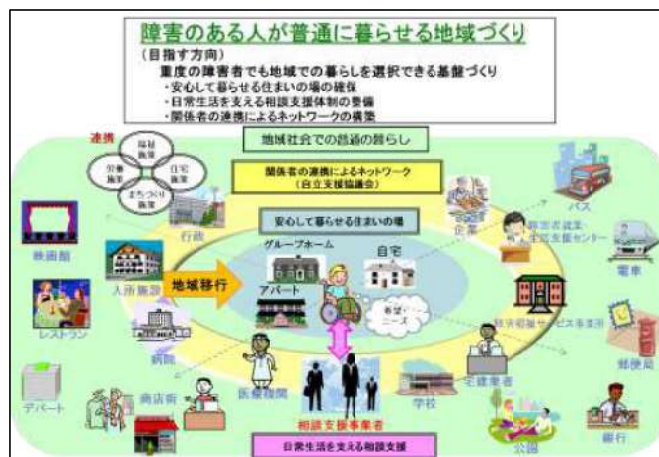 障害のある人が普通に暮らせる地域づくり
(目指す方向)
重度の障害者でも地域での暮らしを選択できる基盤づくり
・安心して暮らせる住まいの場の確保
・日常生活を支える相談支援体制の整備
・関係者の連携によるネットワークの構築
連携
福祉施策
労働施策
住宅施策
まちづくり施策
地域社会での普通の暮らし
関係者の連携によるネットワーク
(自立支援協議会)
安心して暮らせる住まいの場
行政
企業
バス
障害者就業・生活支援センター
電車
映画館
入所施設
地域移行
グループホーム
自宅
アパート
希望・ニーズ
レストラン
病院
郵便局
デパート
商店街
医療機関
相談支援事業者
学校
宅建業者
公園
銀行
日常生活を支える相談支援